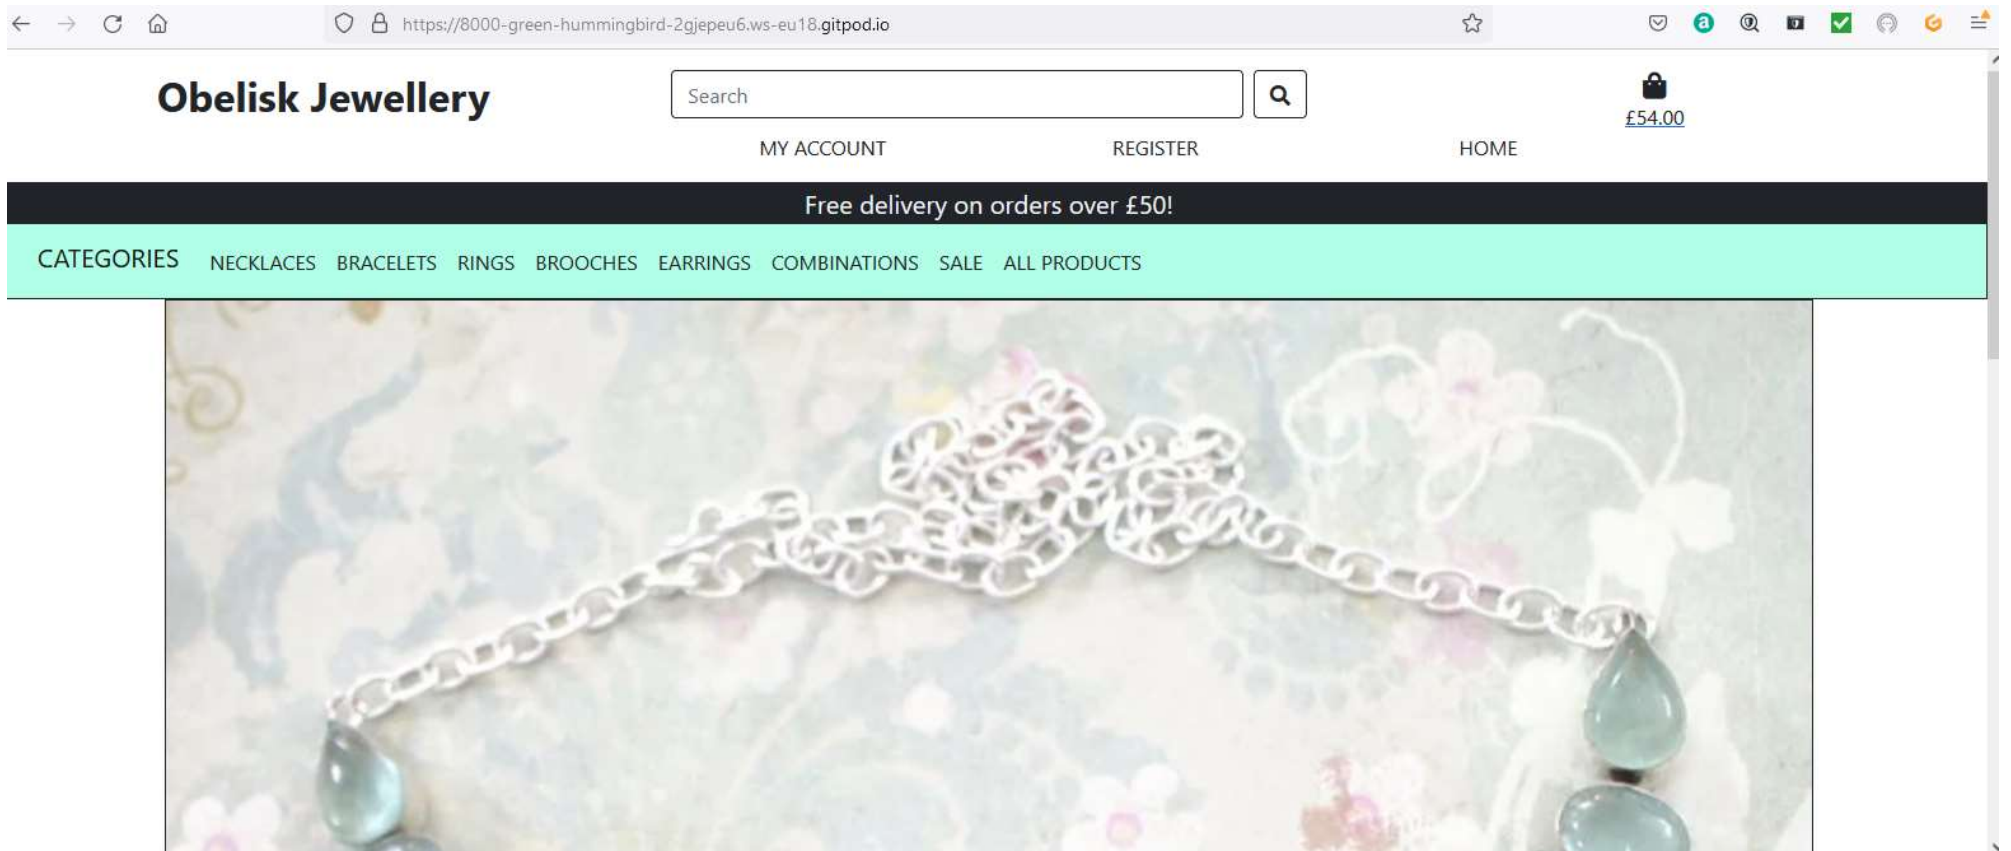 https://8000-green-hummingbird-2gjepeu6.ws-eu18.gitpod.io
Obelisk Jewellery
Search
£54.00
MY ACCOUNT REGISTER HOME
Free delivery on orders over £50!
CATEGORIES NECKLACES BRACELETS RINGS BROOCHES EARRINGS COMBINATIONS SALE ALL PRODUCTS